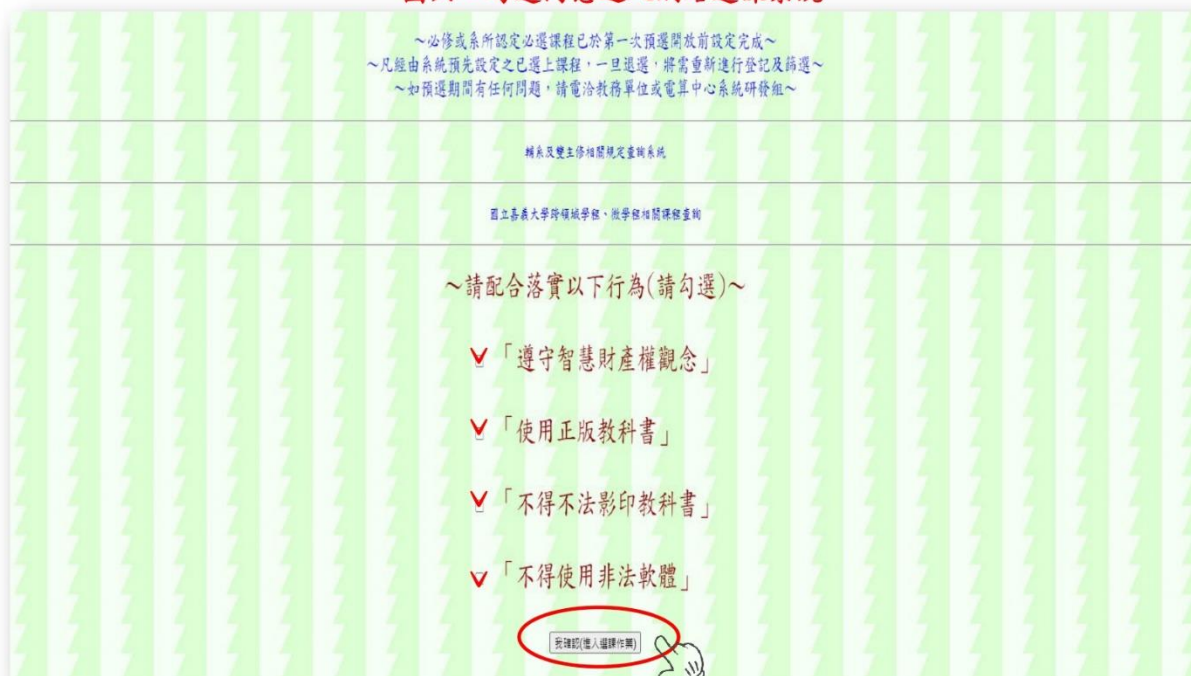 ～必修或系所認定必選課程已於第一次預選開放前設定完成～
～凡經由系統預先設定之已選上課程，一旦退選，將需重新進行登記及篩選～
～如預選期間有任何問題，請電洽教務單位或電算中心系統研發組～
輔系及雙主修相關規定查詢系統
國立嘉義大學跨領域學程、微學程相關課程查詢
～請配合落實以下行為(請勾選)～
「遵守智慧財產權觀念」
「使用正版教科書」
「不得不法影印教科書」
「不得使用非法軟體」
我確認(進入選課作業)